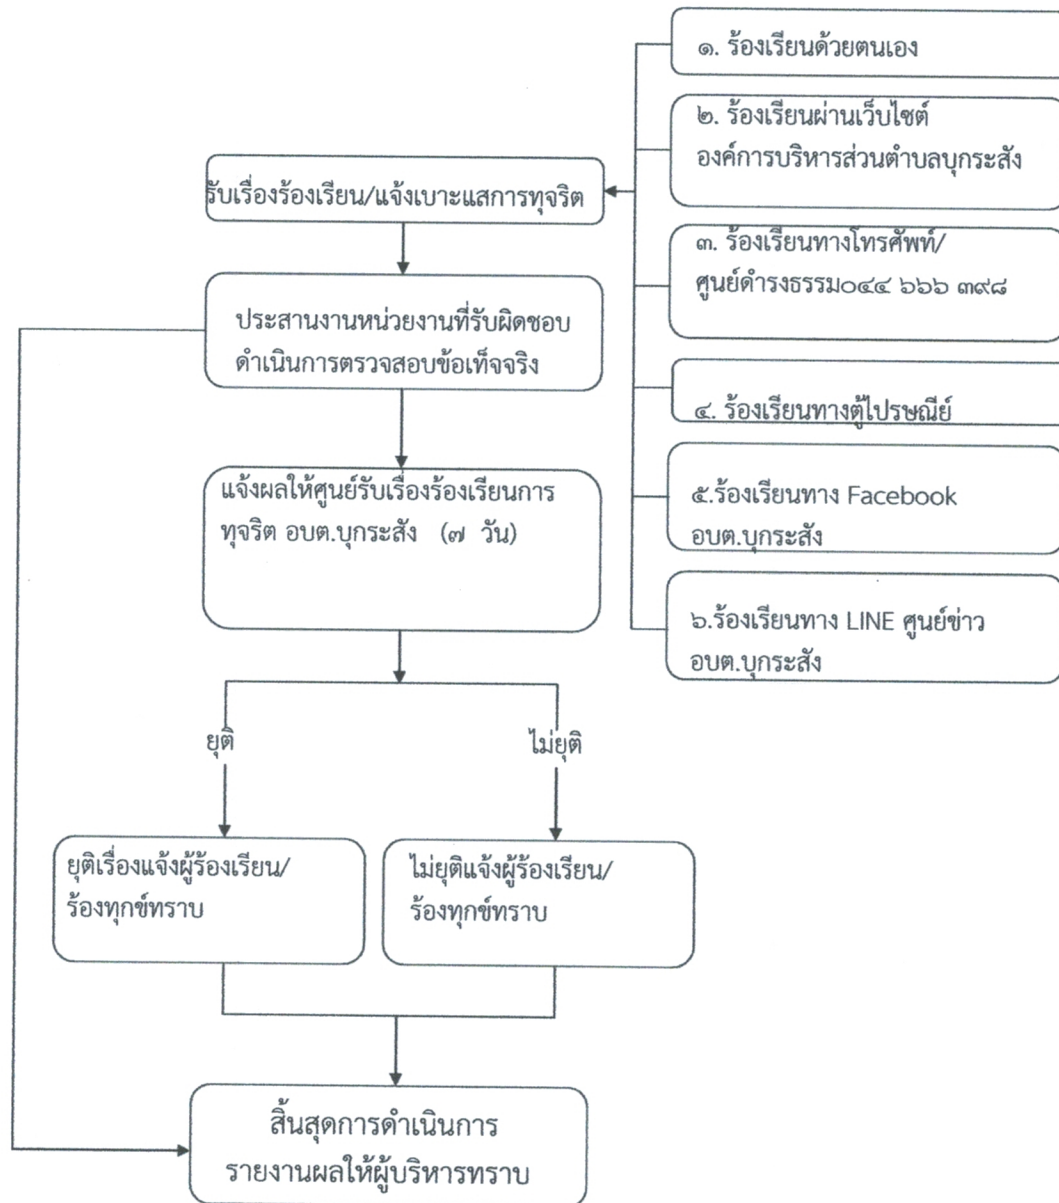 ๑. ร้องเรียนด้วยตนเอง
๒. ร้องเรียนผ่านเว็บไซต์
องค์การบริหารส่วนตำบลบุกระสัง
รับเรื่องร้องเรียน/แจ้งเบาะแสการทุจริต
๓. ร้องเรียนทางโทรศัพท์/
ศูนย์ดำรงธรรม๐๔๔ ๖๖๖ ๓๙๘
ประสานงานหน่วยงานที่รับผิดชอบ
ดำเนินการตรวจสอบข้อเท็จจริง
๔. ร้องเรียนทางตู้ไปรษณีย์
แจ้งผลให้ศูนย์รับเรื่องร้องเรียนการ
ทุจริต อบต.บุกระสัง (๗ วัน)
๕.ร้องเรียนทาง Facebook
อบต.บุกระสัง
๖.ร้องเรียนทาง LINE ศูนย์ข่าว
อบต.บุกระสัง
ยุติ
ไม่ยุติ
ยุติเรื่องแจ้งผู้ร้องเรียน/
ร้องทุกข์ทราบ
ไม่ยุติแจ้งผู้ร้องเรียน/
ร้องทุกข์ทราบ
สิ้นสุดการดำเนินการ
รายงานผลให้ผู้บริหารทราบ